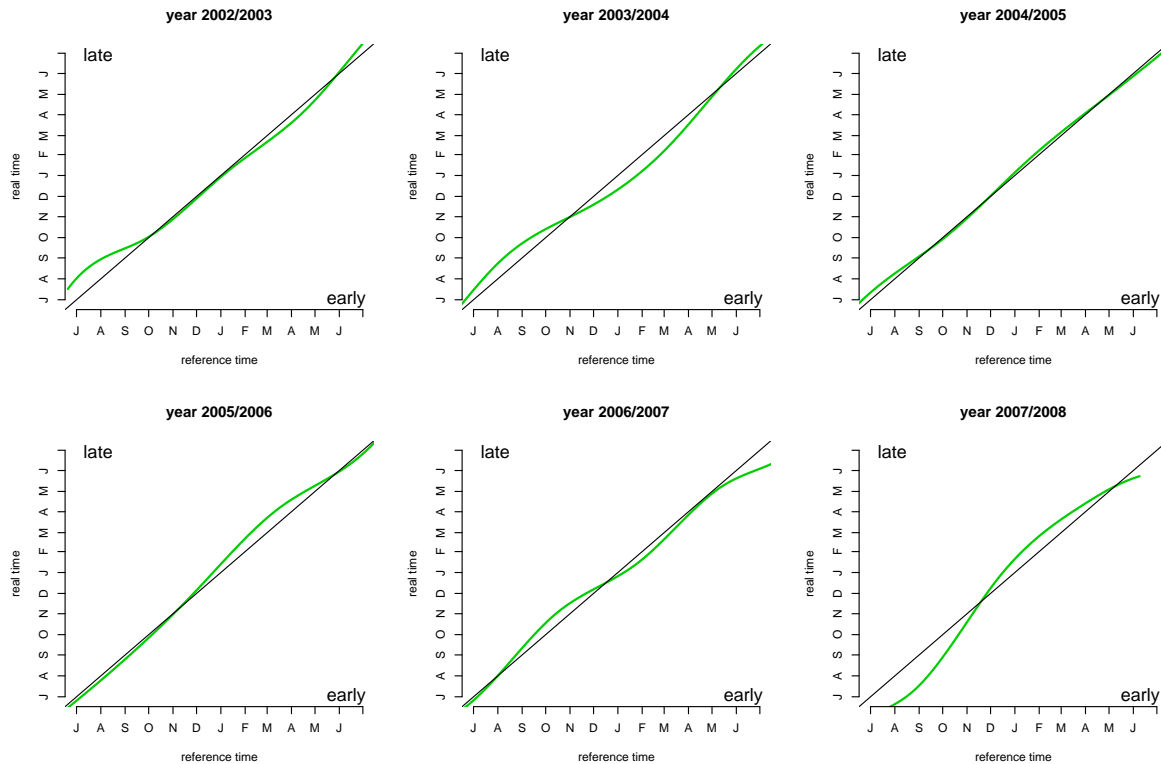 year 2002/2003
late
real time
J A S O N D J F M A M J
early
J A S O N D J F M A M J
reference time
year 2003/2004
late
real time
J A S O N D J F M A M J
early
J A S O N D J F M A M J
reference time
year 2004/2005
late
real time
J A S O N D J F M A M J
early
J A S O N D J F M A M J
reference time
year 2005/2006
late
real time
J A S O N D J F M A M J
early
J A S O N D J F M A M J
reference time
year 2006/2007
late
real time
J A S O N D J F M A M J
early
J A S O N D J F M A M J
reference time
year 2007/2008
late
real time
J A S O N D J F M A M J
early
J A S O N D J F M A M J
reference time